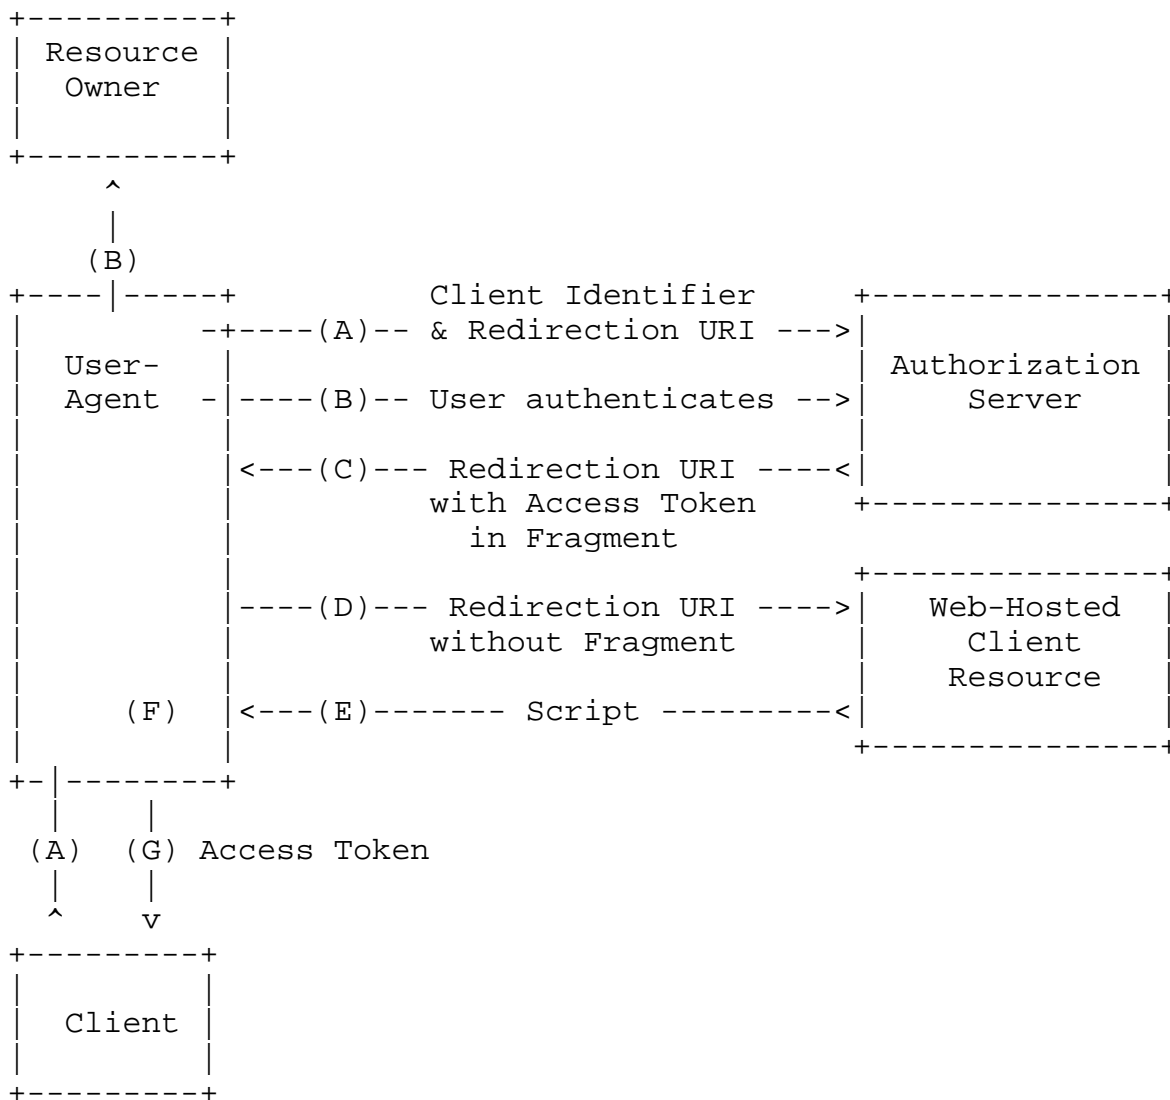 +----------+
| Resource |
|  Owner   |
|          |
+----------+
     ^
     |
    (B)
+----|-----+          Client Identifier     +---------------+
|         -+----(A)-- & Redirection URI --->|               |
|  User-   |                                | Authorization |
|  Agent  -|----(B)-- User authenticates -->|     Server    |
|          |                                |               |
|          |<---(C)--- Redirection URI ----<|               |
|          |          with Access Token     +---------------+
|          |            in Fragment
|          |                                +---------------+
|          |----(D)--- Redirection URI ---->|   Web-Hosted  |
|          |          without Fragment      |     Client    |
|          |                                |    Resource   |
|     (F)  |<---(E)------- Script ---------<|               |
|          |                                +---------------+
+-|--------+
  |    |
 (A)  (G) Access Token
  |    |
  ^    v
+---------+
|         |
|  Client |
|         |
+---------+